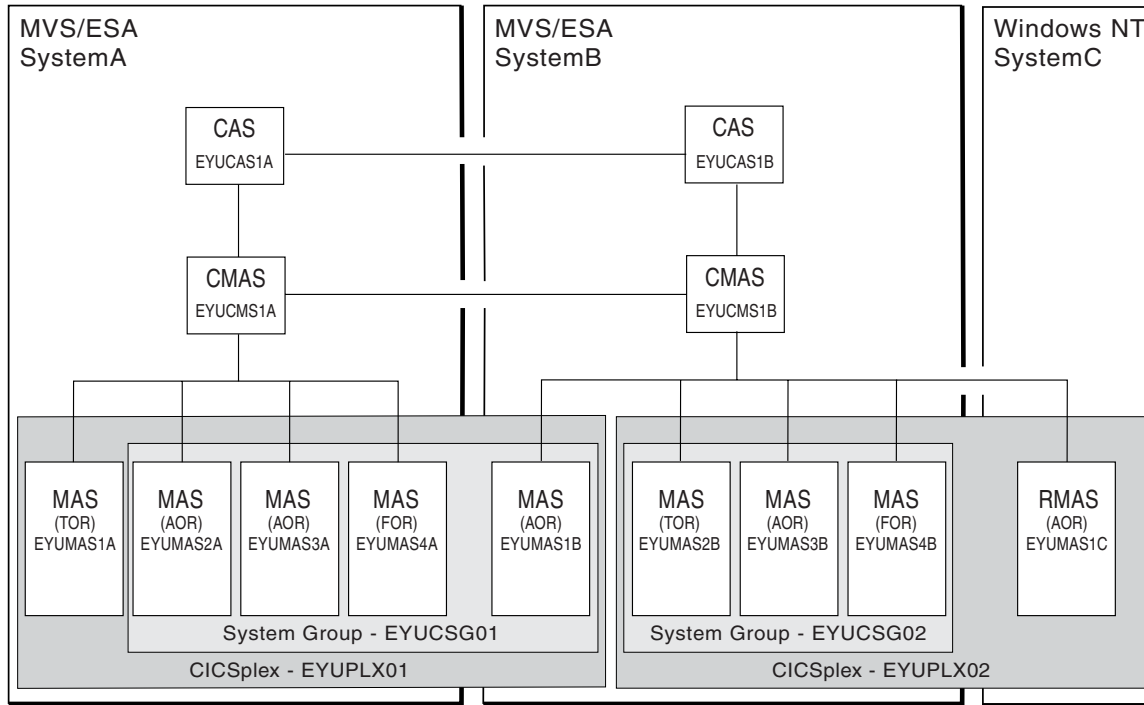 MVS/ESA
SystemA
MVS/ESA
SystemB
Windows NT
SystemC
CAS
EYUCAS1A
CAS
EYUCAS1B
CMAS
EYUCMS1A
CMAS
EYUCMS1B
MAS
(TOR)
EYUMAS1A
MAS
(AOR)
EYUMAS2A
MAS
(AOR)
EYUMAS3A
MAS
(FOR)
EYUMAS4A
MAS
(AOR)
EYUMAS1B
MAS
(TOR)
EYUMAS2B
MAS
(AOR)
EYUMAS3B
MAS
(FOR)
EYUMAS4B
RMAS
(AOR)
EYUMAS1C
System Group - EYUCSG01
System Group - EYUCSG02
CICSplex - EYUPLX01
CICSplex - EYUPLX02